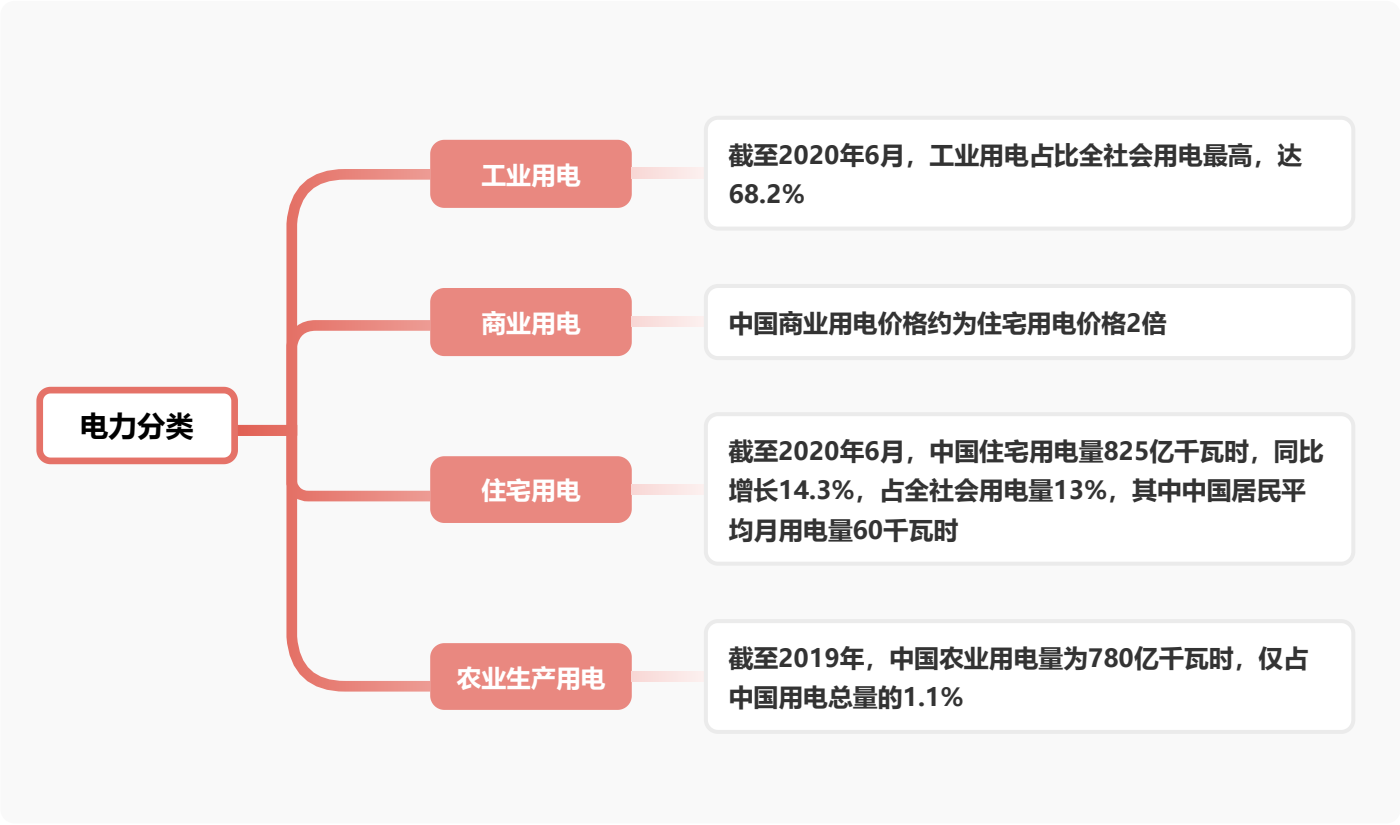 电力分类
工业用电
截至2020年6月，工业用电占比全社会用电最高，达
68.2%
商业用电
中国商业用电价格约为住宅用电价格2倍
住宅用电
截至2020年6月，中国住宅用电量825亿千瓦时，同比
增长14.3%，占全社会用电量13%，其中中国居民平
均月用电量60千瓦时
农业生产用电
截至2019年，中国农业用电量为780亿千瓦时，仅占
中国用电总量的1.1%